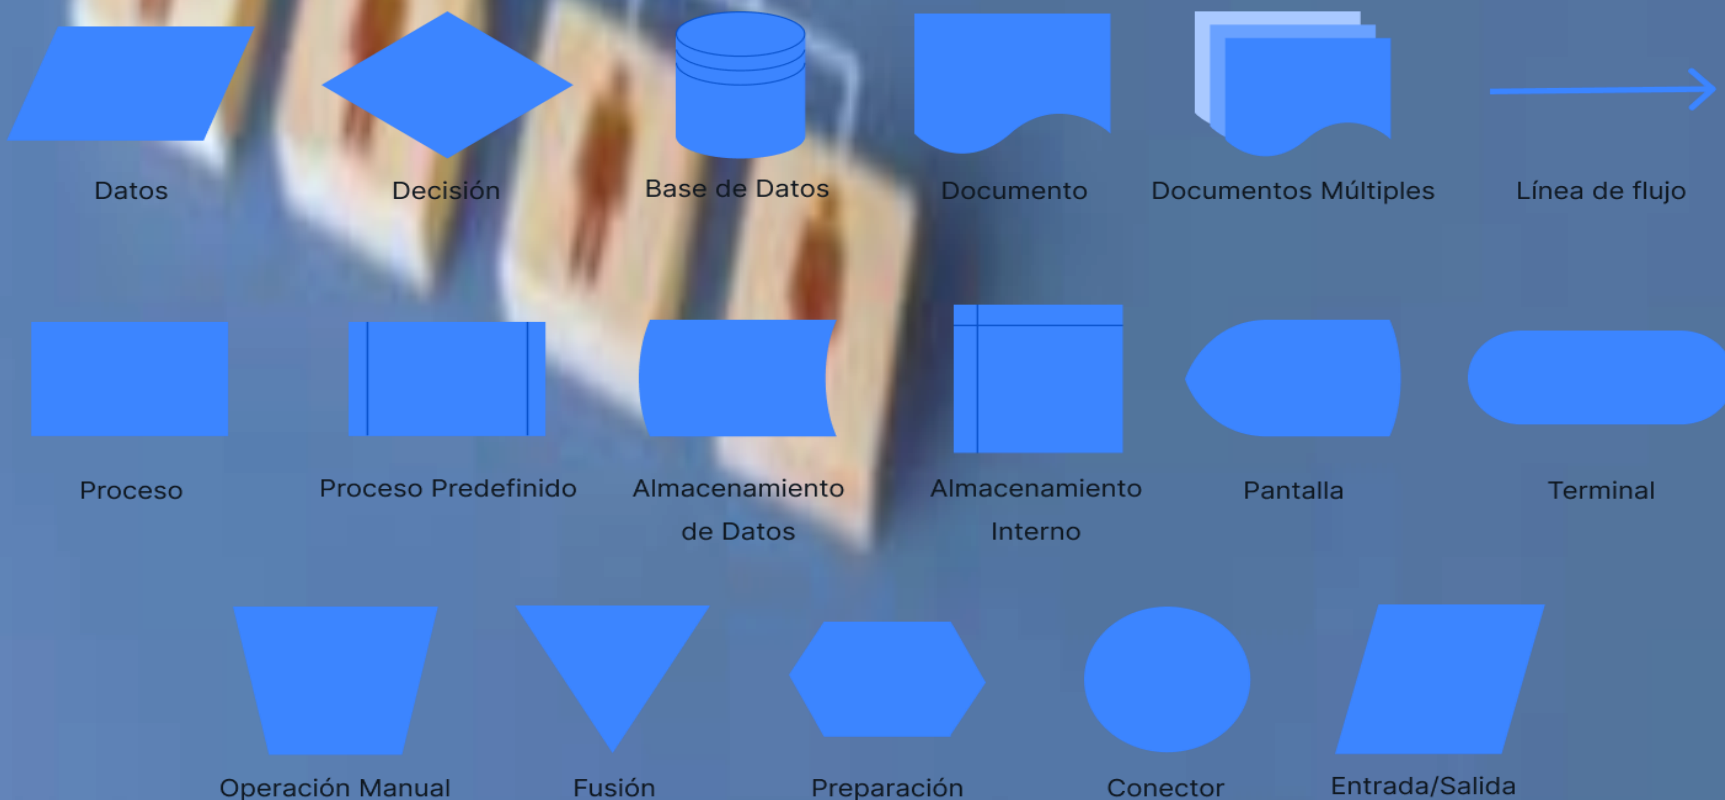 Datos
Decisión
Base de Datos
Documento
Documentos Múltiples
Línea de flujo
Proceso
Proceso Predefinido
Almacenamiento
de Datos
Almacenamiento
Interno
Pantalla
Terminal
Operación Manual
Fusión
Preparación
Conector
Entrada/Salida